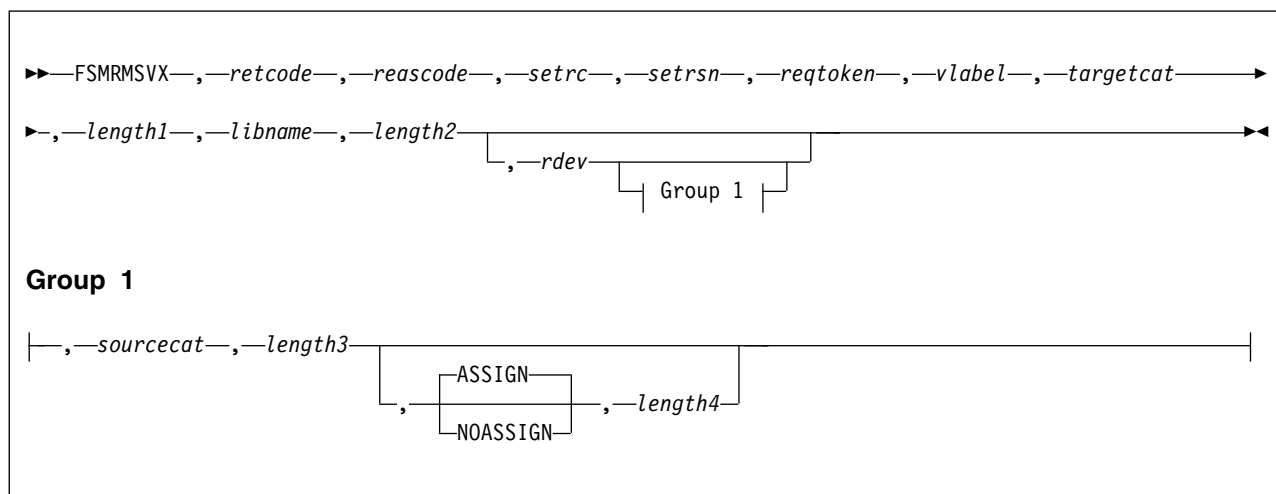 FSMRMSVX , retcode , reascode , setrc , setrsn , reqtoken , vlabel , targetcat
, length1 , libname , length2
, rdev
Group 1
Group 1
, sourcecat , length3
ASSIGN
, , length4
NOASSIGN